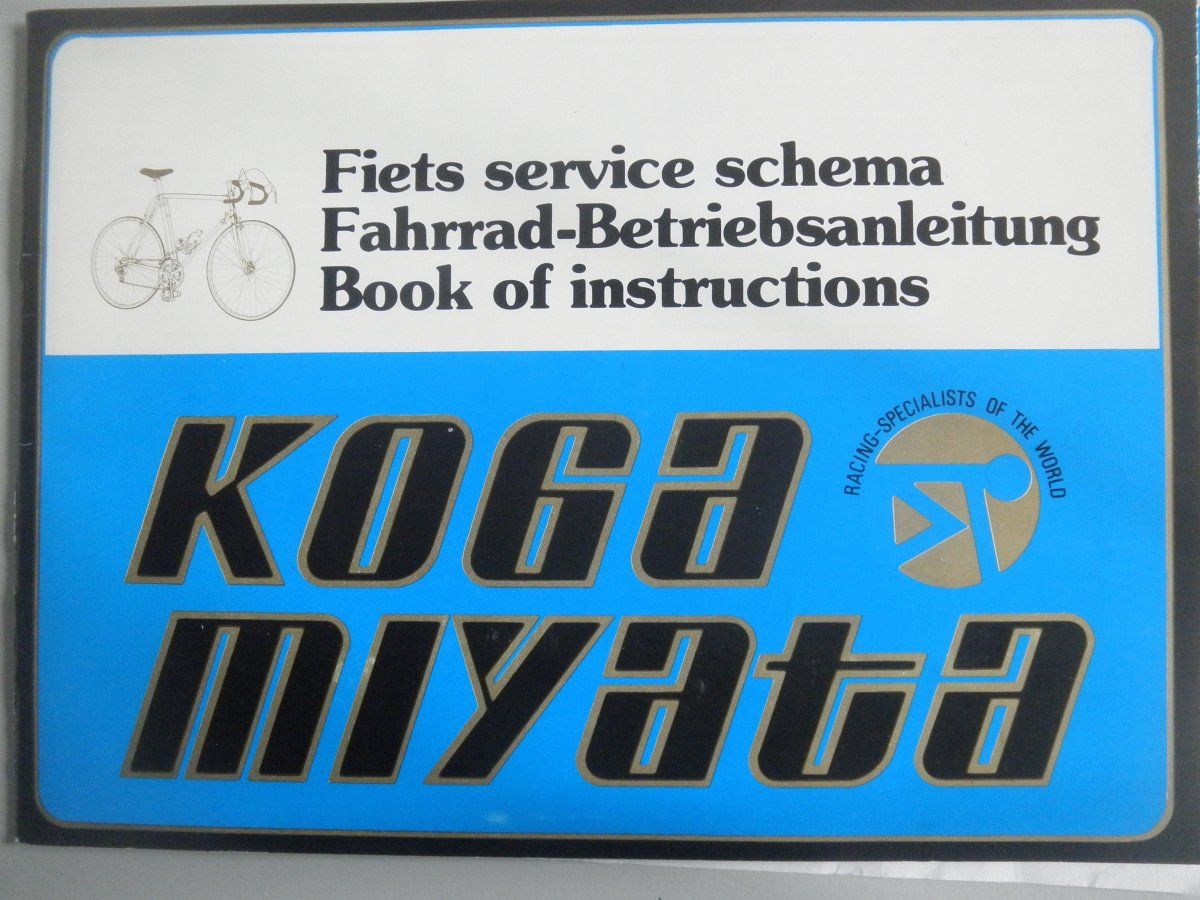 Fiets service schema
Fahrrad-Betriebsanleitung
Book of instructions
KOGA
RACING-SPECIALISTS OF THE WORLD
MIYATA